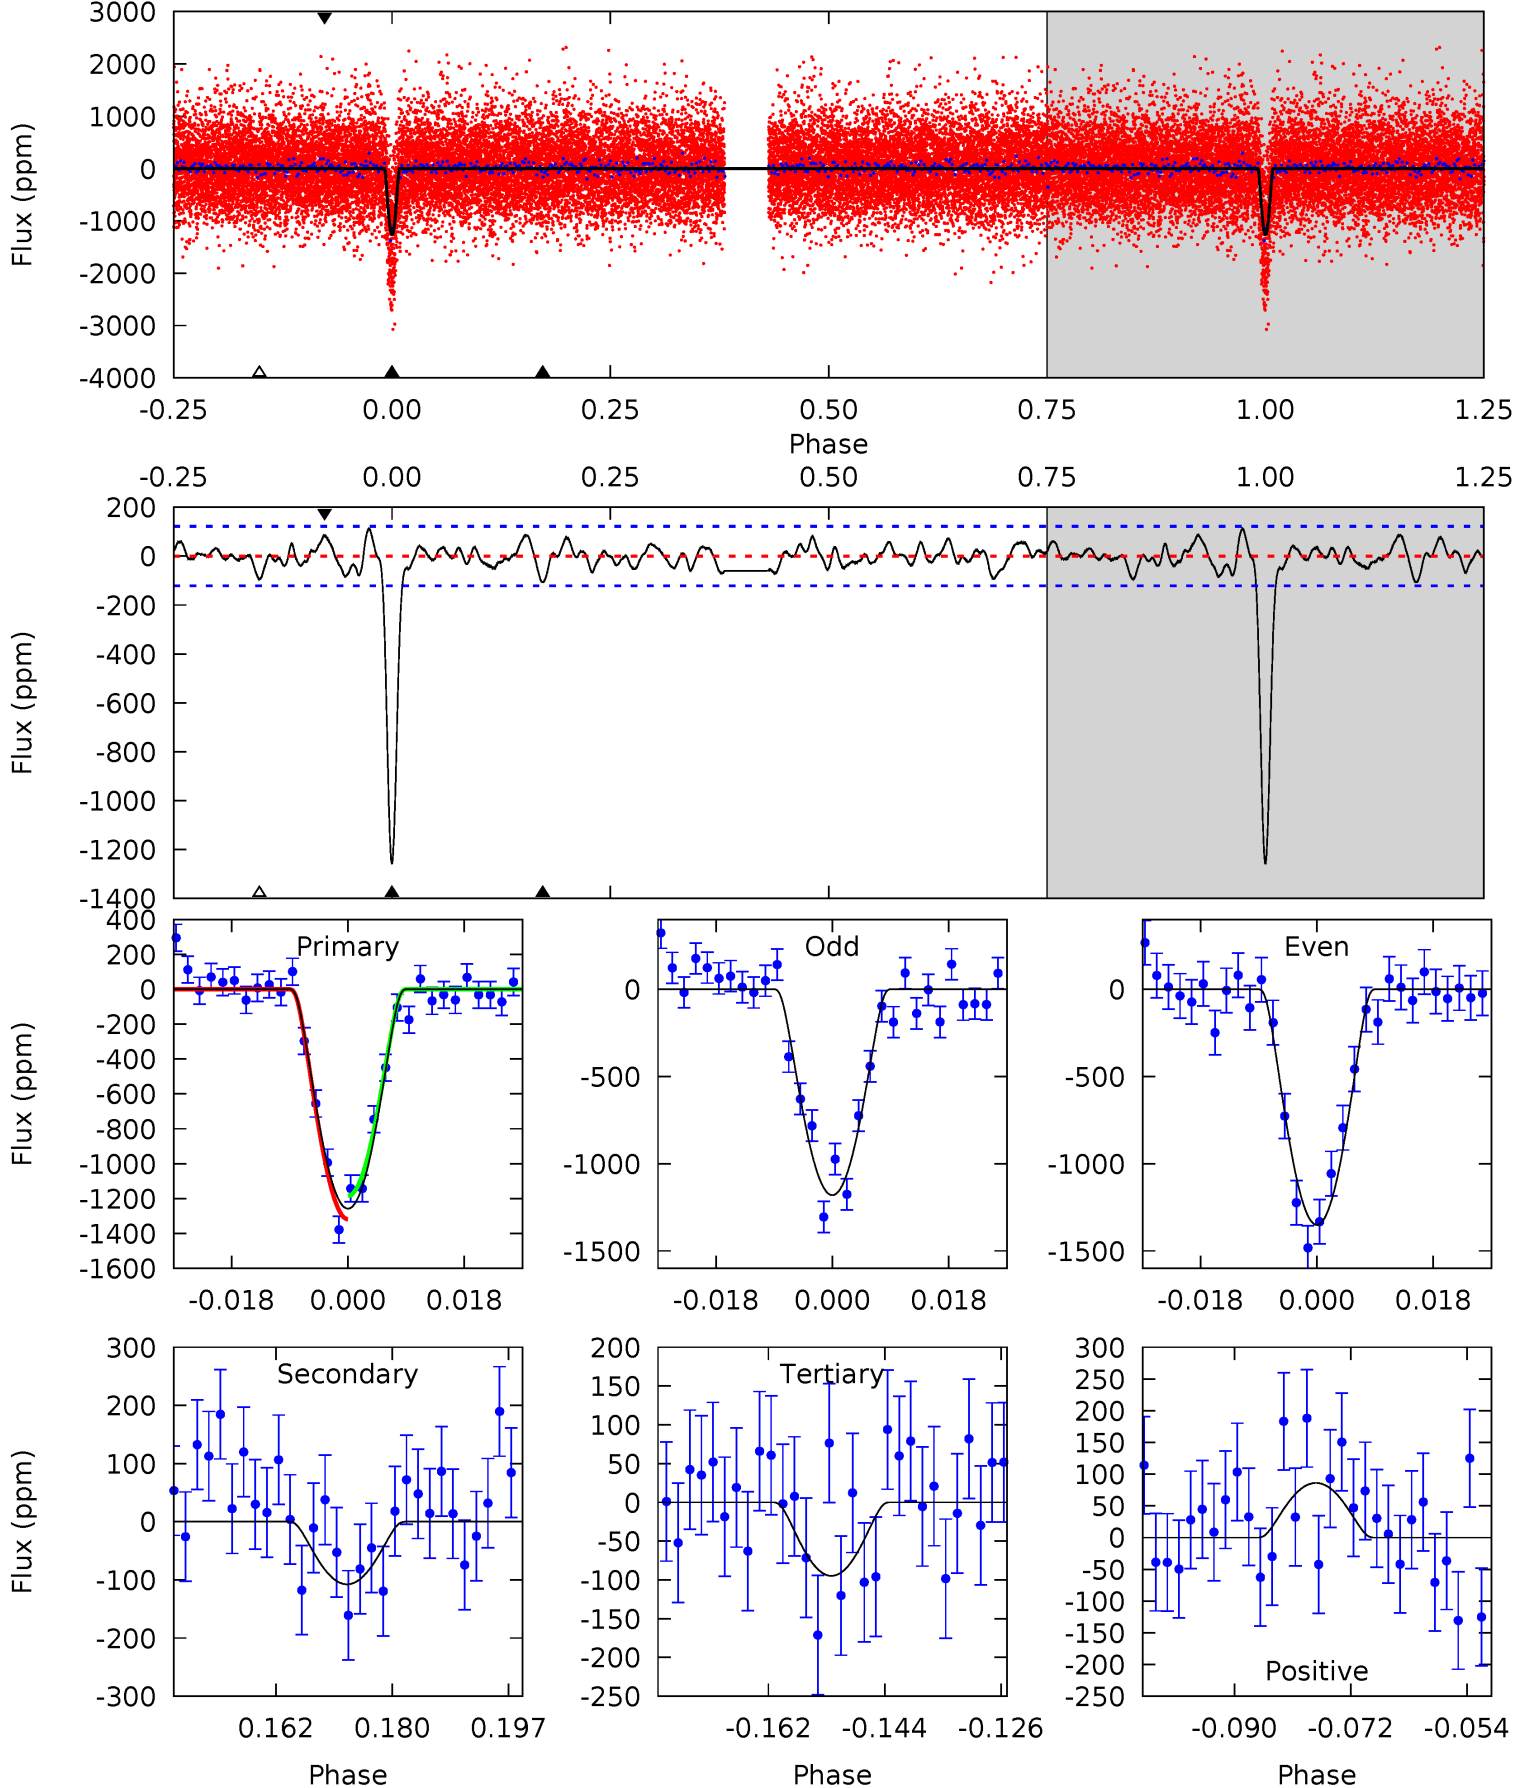 3000
2000
1000
0
-1000
-2000
-3000
-4000
Flux (ppm)
-0.25 0.00 0.25 0.50 0.75 1.00 1.25
Phase
-0.25 0.00 0.25 0.50 0.75 1.00 1.25
200
0
-200
-400
-600
-800
-1000
-1200
-1400
Flux (ppm)
Primary
400
200
0
-200
-400
-600
-800
-1000
-1200
-1400
-1600
Flux (ppm)
-0.018 0.000 0.018
Odd
0
-500
-1000
-1500
-0.018 0.000 0.018
Even
0
-500
-1000
-1500
-0.018 0.000 0.018
Secondary
300
200
100
0
-100
-200
-300
Flux (ppm)
0.162 0.180 0.197
Phase
Tertiary
200
150
100
50
0
-50
-100
-150
-200
-250
-0.162 -0.144 -0.126
Phase
300
250
200
150
100
50
0
-50
-100
-150
-200
-250
Positive
-0.090 -0.072 -0.054
Phase